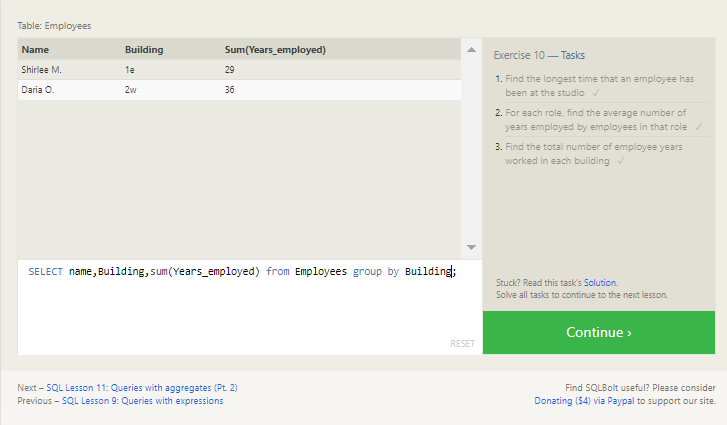 Table: Employees
Name Building Sum(Years_employed)
Shirlee M. 1e 29
Daria O. 2w 36
SELECT name,Building,sum(Years_employed) from Employees group by Building;
RESET
Exercise 10 — Tasks
1. Find the longest time that an employee has
been at the studio ✓
2. For each role, find the average number of
years employed by employees in that role ✓
3. Find the total number of employee years
worked in each building ✓
Stuck? Read this task's Solution.
Solve all tasks to continue to the next lesson.
Continue ›
Next – SQL Lesson 11: Queries with aggregates (Pt. 2)
Previous – SQL Lesson 9: Queries with expressions
Find SQLBolt useful? Please consider
Donating ($4) via Paypal to support our site.